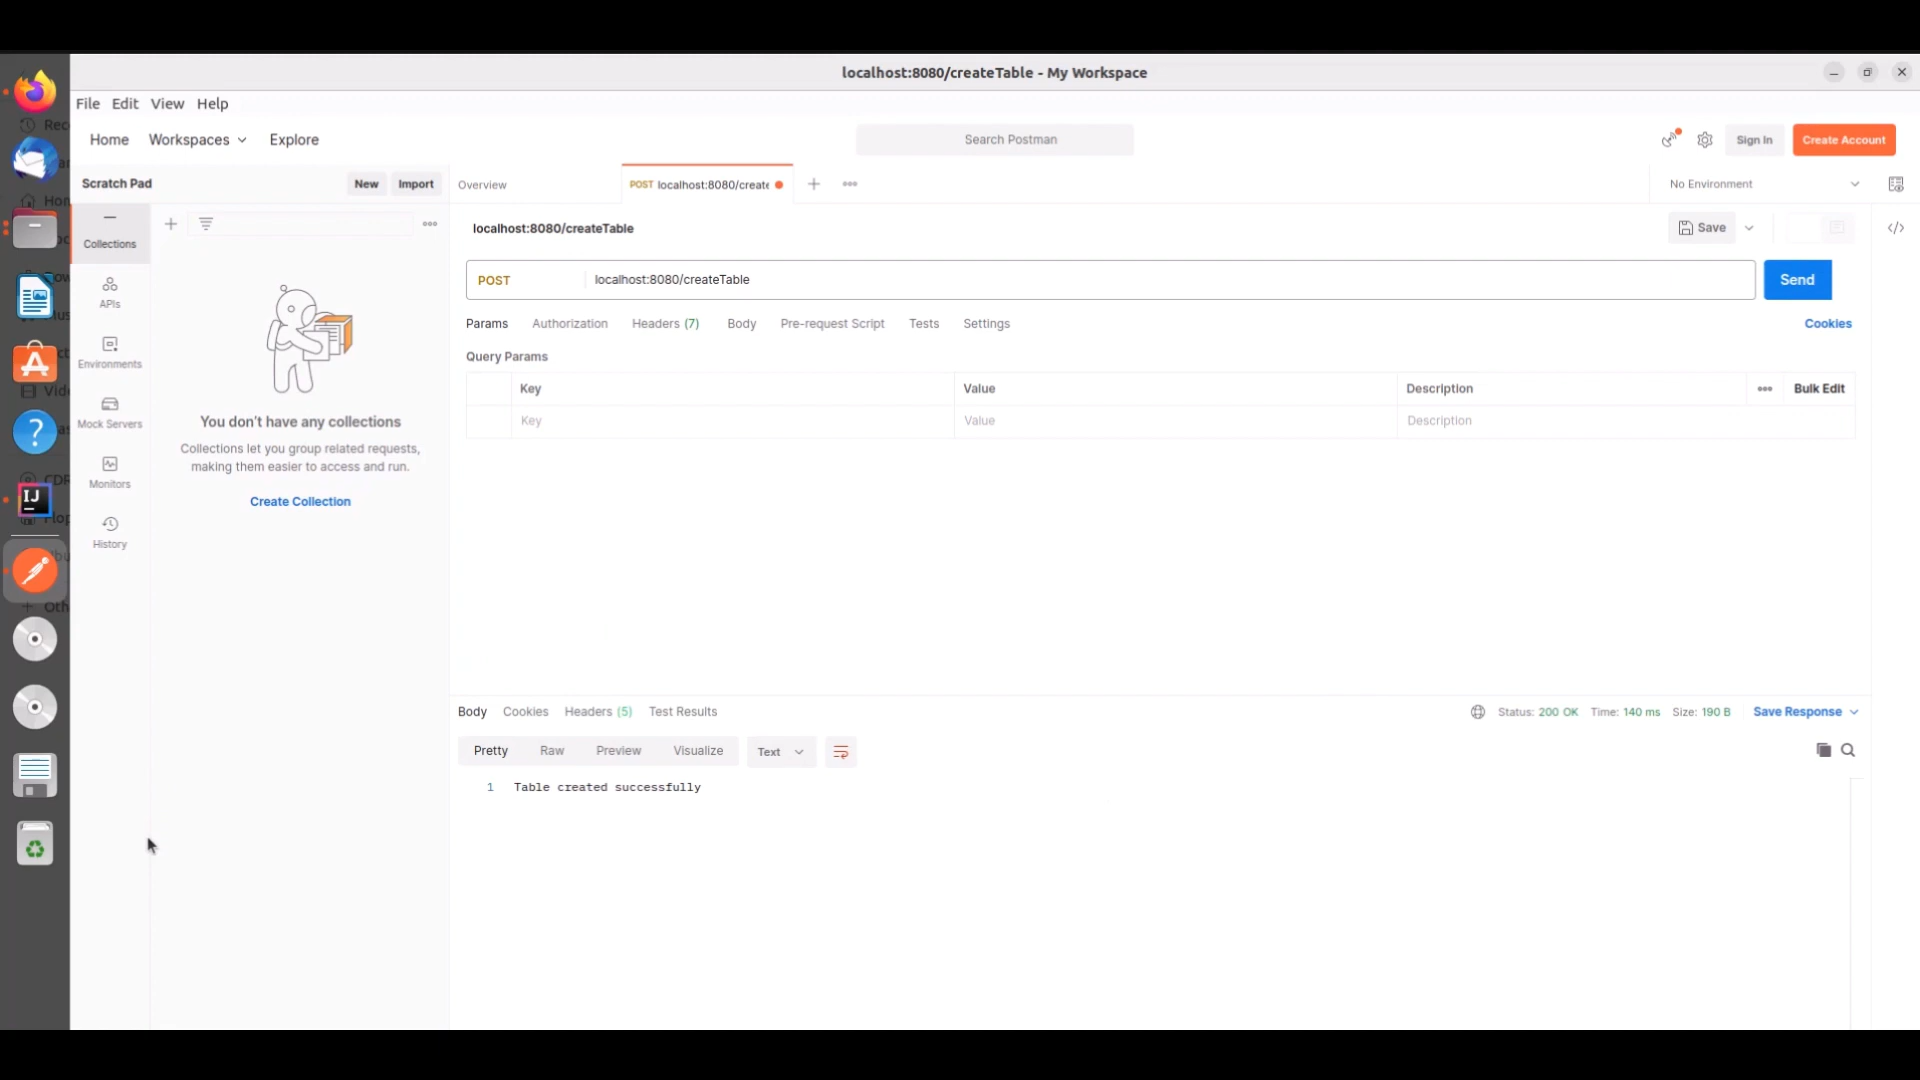 localhost:8080/createTable - My Workspace
File Edit View Help
Home Workspaces Explore
Search Postman
Sign In Create Account
Scratch Pad New Import
Overview
POST localhost:8080/create
No Environment
Collections
APIs
Environments
Mock Servers
Monitors
History
You don't have any collections
Collections let you group related requests,
making them easier to access and run.
Create Collection
localhost:8080/createTable
Save
POST localhost:8080/createTable
Send
Params Authorization Headers (7) Body Pre-request Script Tests Settings
Cookies
Query Params
Key Value Description Bulk Edit
Key Value Description
Body Cookies Headers (5) Test Results
Status: 200 OK Time: 140 ms Size: 190 B Save Response
Pretty Raw Preview Visualize Text
1 Table created successfully